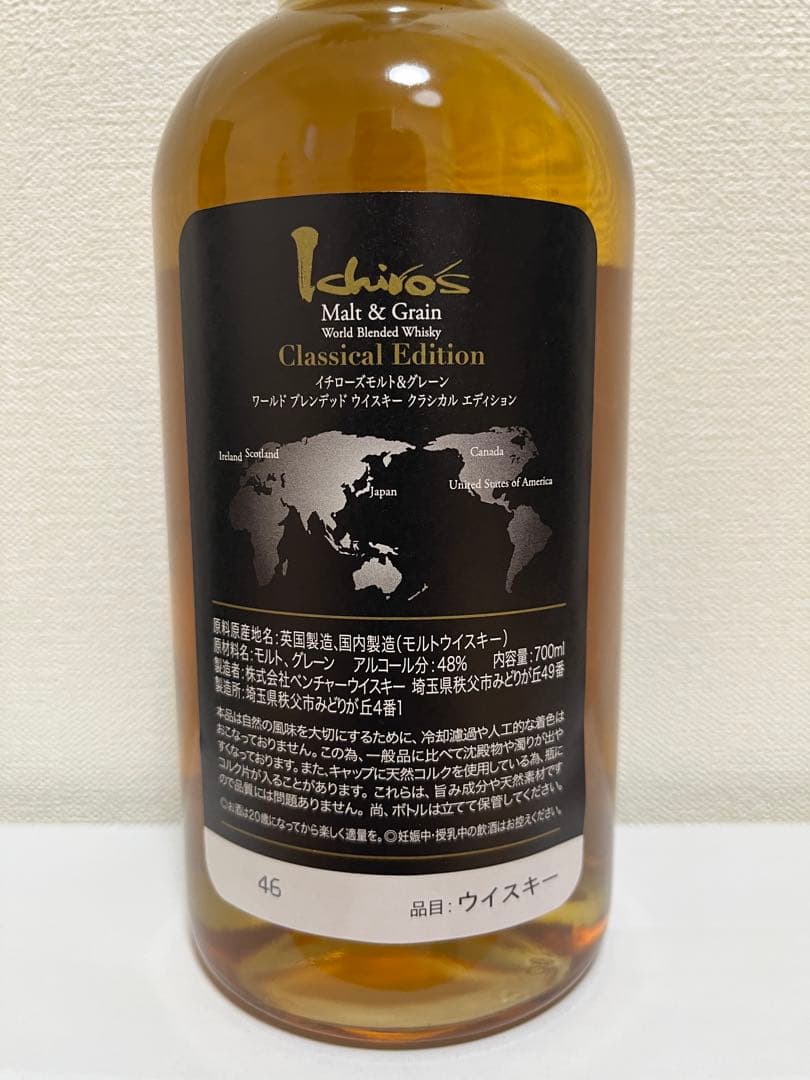 Ichiro's
Malt & Grain
World Blended Whisky
Classical Edition
イチローズモルト&グレーン
ワールド ブレンデッド ウイスキー クラシカル エディション
Ireland Scotland
Canada
Japan
United States of America
原料原産地名:英国製造、国内製造(モルトウイスキー)
原材料名:モルト、グレーン アルコール分:48% 内容量:700ml
製造者:株式会社ベンチャーウイスキー 埼玉県秩父市みどりが丘49番
製造所:埼玉県秩父市みどりが丘4番1
本品は自然の風味を大切にするために、冷却濾過や人工的な着色は
おこなっておりません。この為、一般品に比べて沈殿物や濁りが出や
すくなっております。また、キャップに天然コルクを使用している為、瓶に
コルク片が入ることがあります。これらは、旨み成分や天然素材です
ので品質には問題ありません。尚、ボトルは立てて保管してください。
◎お酒は20歳になってから楽しく適量を。◎妊娠中・授乳中の飲酒はお控えください。
46
品目:ウイスキー